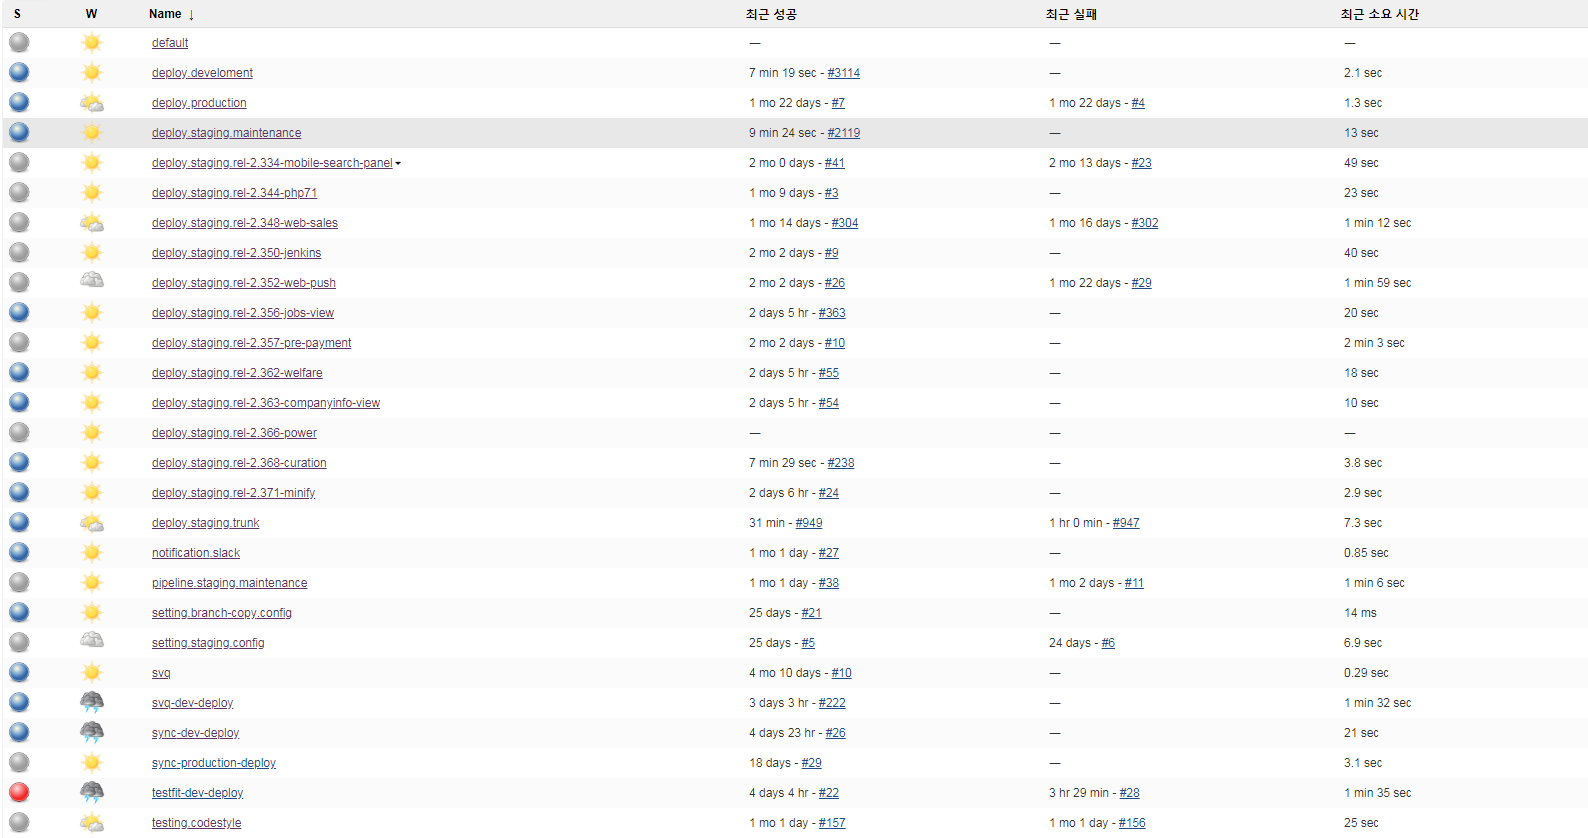 S W Name ↓ 최근 성공 최근 실패 최근 소요 시간
default — — —
deploy.develoment 7 min 19 sec - #3114 — 2.1 sec
deploy.production 1 mo 22 days - #7 1 mo 22 days - #4 1.3 sec
deploy.staging.maintenance 9 min 24 sec - #2119 — 13 sec
deploy.staging.rel-2.334-mobile-search-panel 2 mo 0 days - #41 2 mo 13 days - #23 49 sec
deploy.staging.rel-2.344-php71 1 mo 9 days - #3 — 23 sec
deploy.staging.rel-2.348-web-sales 1 mo 14 days - #304 1 mo 16 days - #302 1 min 12 sec
deploy.staging.rel-2.350-jenkins 2 mo 2 days - #9 — 40 sec
deploy.staging.rel-2.352-web-push 2 mo 2 days - #26 1 mo 22 days - #29 1 min 59 sec
deploy.staging.rel-2.356-jobs-view 2 days 5 hr - #363 — 20 sec
deploy.staging.rel-2.357-pre-payment 2 mo 2 days - #10 — 2 min 3 sec
deploy.staging.rel-2.362-welfare 2 days 5 hr - #55 — 18 sec
deploy.staging.rel-2.363-companyinfo-view 2 days 5 hr - #54 — 10 sec
deploy.staging.rel-2.366-power — — —
deploy.staging.rel-2.368-curation 7 min 29 sec - #238 — 3.8 sec
deploy.staging.rel-2.371-minify 2 days 6 hr - #24 — 2.9 sec
deploy.staging.trunk 31 min - #949 1 hr 0 min - #947 7.3 sec
notification.slack 1 mo 1 day - #27 — 0.85 sec
pipeline.staging.maintenance 1 mo 1 day - #38 1 mo 2 days - #11 1 min 6 sec
setting.branch-copy.config 25 days - #21 — 14 ms
setting.staging.config 25 days - #5 24 days - #6 6.9 sec
svq 4 mo 10 days - #10 — 0.29 sec
svq-dev-deploy 3 days 3 hr - #222 — 1 min 32 sec
sync-dev-deploy 4 days 23 hr - #26 — 21 sec
sync-production-deploy 18 days - #29 — 3.1 sec
testfit-dev-deploy 4 days 4 hr - #22 3 hr 29 min - #28 1 min 35 sec
testing.codestyle 1 mo 1 day - #157 1 mo 1 day - #156 25 sec